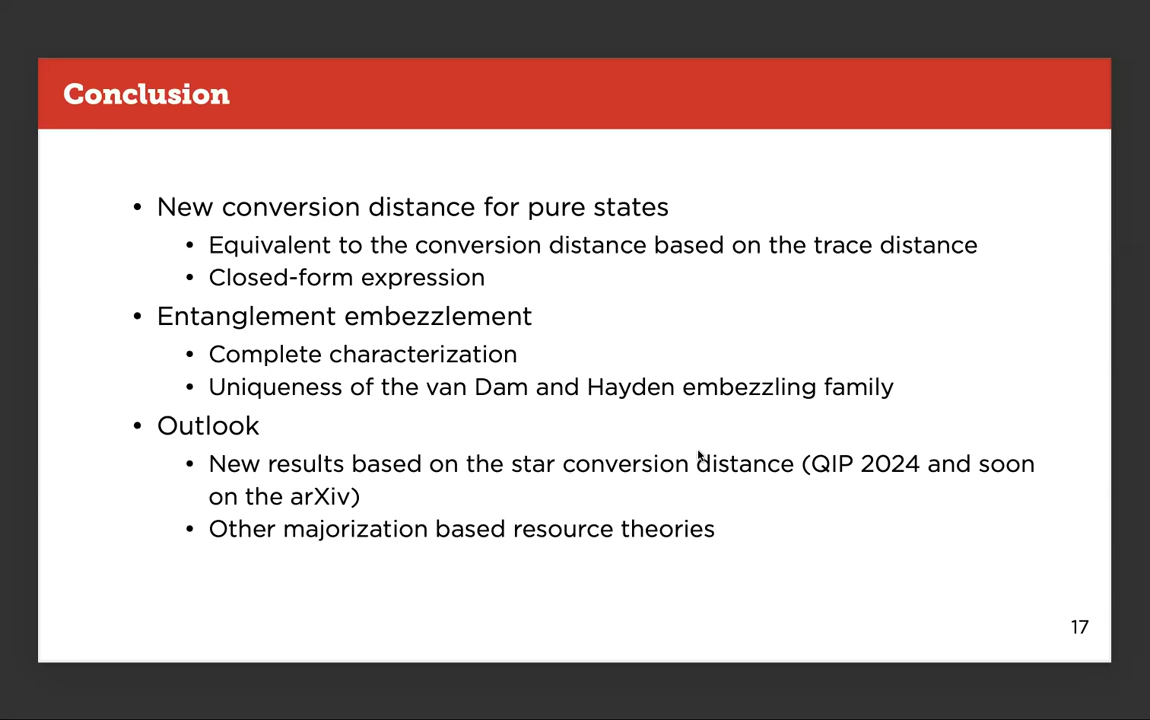 Conclusion
• New conversion distance for pure states
• Equivalent to the conversion distance based on the trace distance
• Closed-form expression
• Entanglement embezzlement
• Complete characterization
• Uniqueness of the van Dam and Hayden embezzling family
• Outlook
• New results based on the star conversion distance (QIP 2024 and soon
on the arXiv)
• Other majorization based resource theories
17